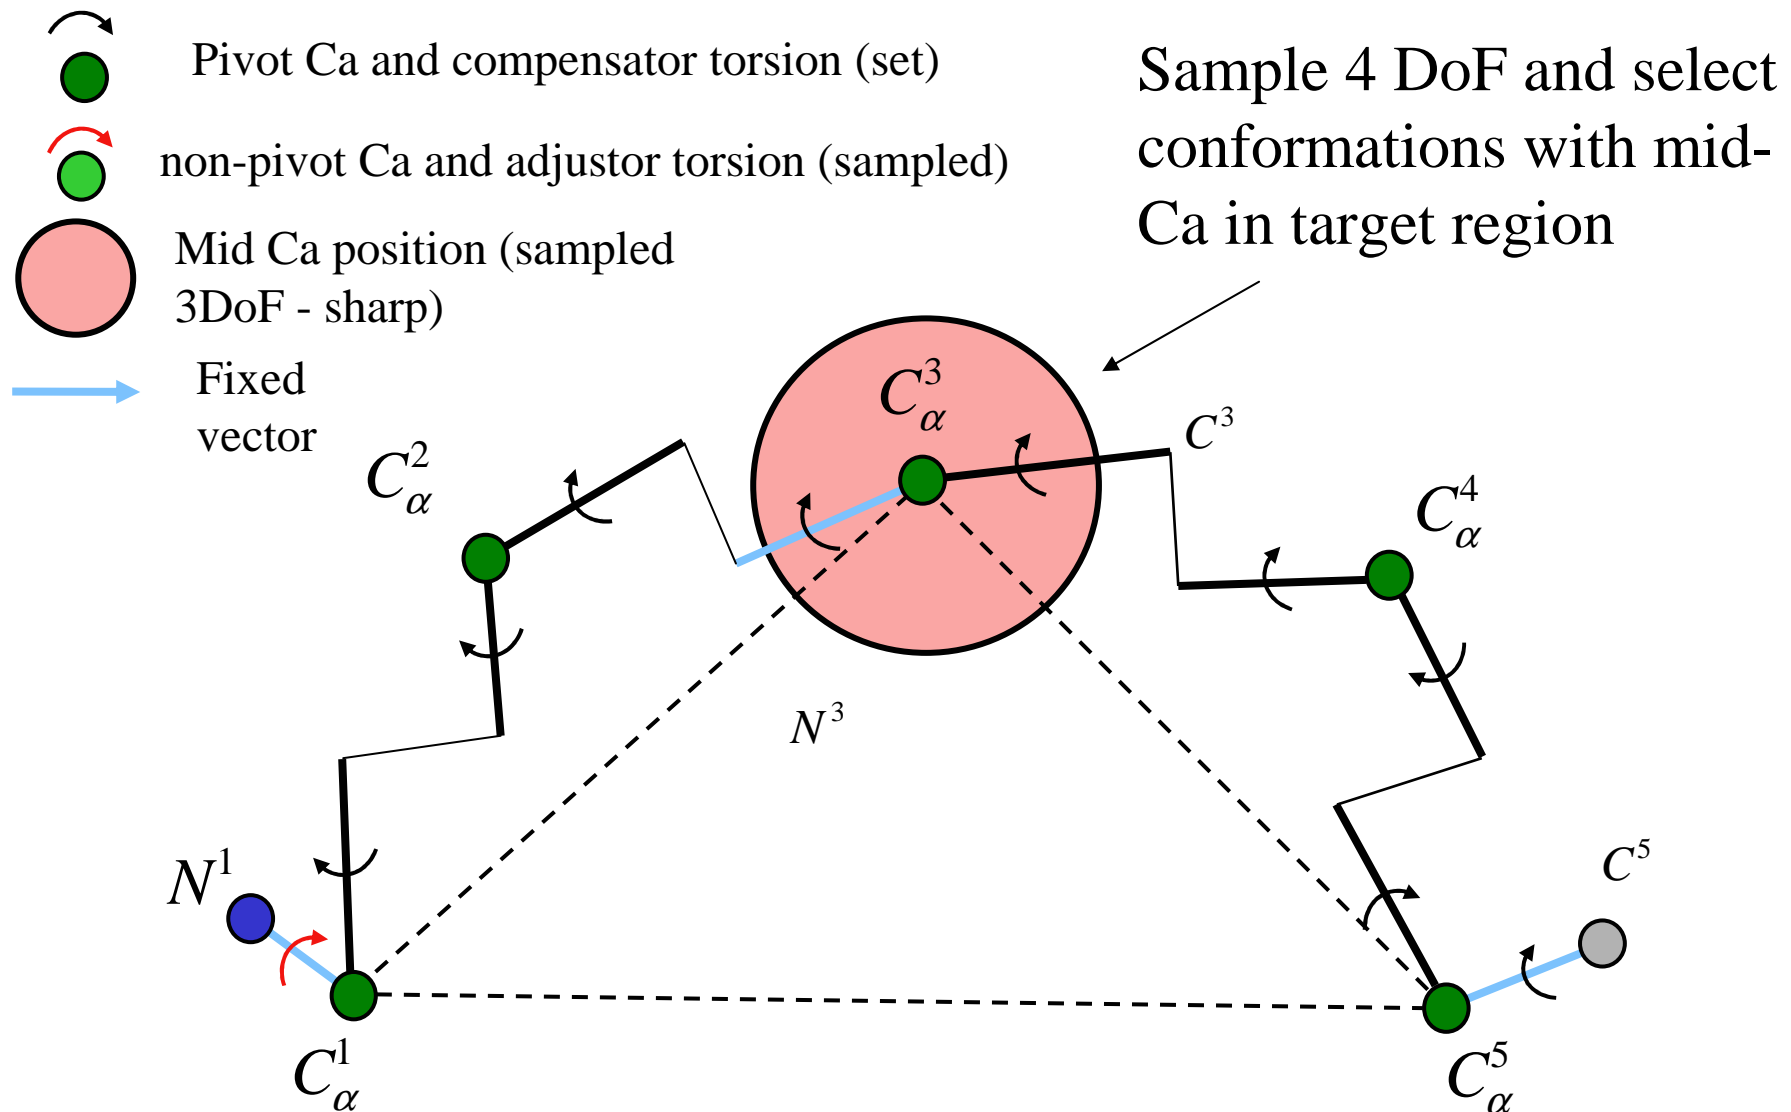 Pivot Ca and compensator torsion (set)
non-pivot Ca and adjustor torsion (sampled)
Mid Ca position (sampled
3DoF - sharp)
Fixed
vector
Sample 4 DoF and select
conformations with mid-
Ca in target region
C³α
C³
C²α
C⁴α
N³
N¹
C⁵
C¹α
C⁵α